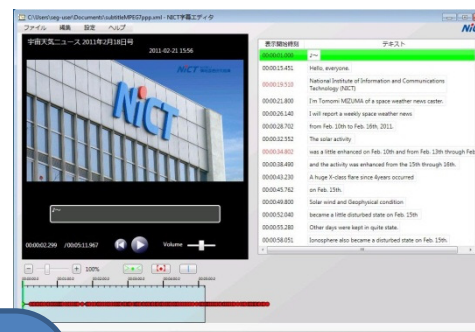 C:\Users\seg-user\Documents\subtitleMPEG7ppp.xml - NICT字幕エディタ
ファイル 編集 設定 ヘルプ
宇宙天気ニュース 2011年2月18日号
2011-02-21 15:56
NICT
NICT
♪～
00:00:02.299 /00:05:11.967
Volume
100%
表示開始時刻 テキスト
00:00:01.000 ♪～
00:00:15.451 Hello, everyone.
00:00:19.510 National Institute of Information and Communications
Technology (NICT)
00:00:21.800 I'm Tomomi MIZUMA of a space weather news caster.
00:00:26.140 I will report a weekly space weather news
00:00:28.702 from Feb. 10th to Feb. 16th, 2011.
00:00:32.552 The solar activity
00:00:34.802 was a little enhanced on Feb. 10th and from Feb. 13th through Feb
00:00:38.490 and the activity was enhanced from the 15th through 16th.
00:00:43.230 A huge X-class flare since 4years occurred
00:00:45.762 on Feb. 15th.
00:00:49.800 Solar wind and Geospherical condition
00:00:52.040 became a little disturbed state on Feb. 15th
00:00:55.280 Other days were kept in quite state.
00:00:58.051 Ionosphere also became a disturbed state on Feb. 15th.